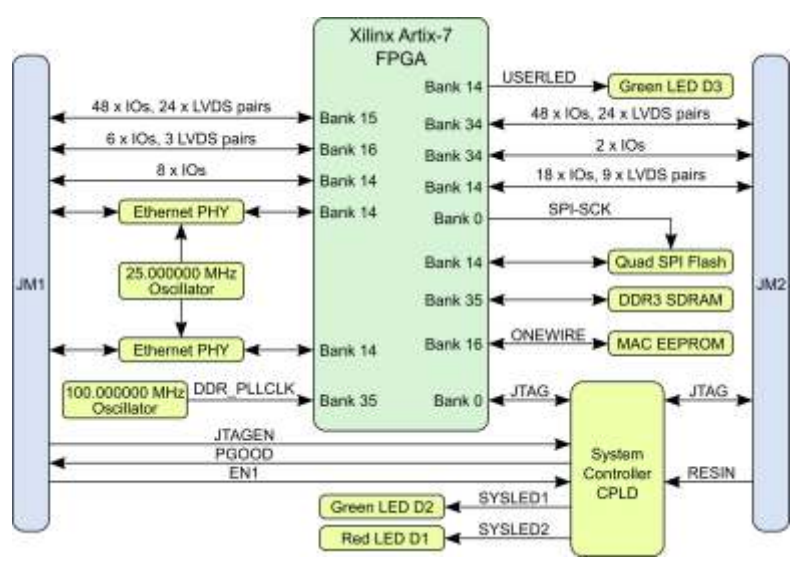 Xilinx Artix-7
FPGA
Bank 14
USERLED
Green LED D3
48 x IOs, 24 x LVDS pairs
Bank 15
Bank 34
48 x IOs, 24 x LVDS pairs
6 x IOs, 3 LVDS pairs
Bank 16
Bank 34
2 x IOs
8 x IOs
Bank 14
Bank 14
18 x IOs, 9 x LVDS pairs
Ethernet PHY
Bank 14
Bank 0
SPI-SCK
JM1
25.000000 MHz
Oscillator
Bank 14
Quad SPI Flash
JM2
Bank 35
DDR3 SDRAM
Ethernet PHY
Bank 14
Bank 16
ONEWIRE
MAC EEPROM
100.000000 MHz
Oscillator
DDR_PLLCLK
Bank 35
Bank 0
JTAG
JTAG
JTAGEN
PGOOD
EN1
System
Controller
CPLD
RESIN
Green LED D2
SYSLED1
Red LED D1
SYSLED2